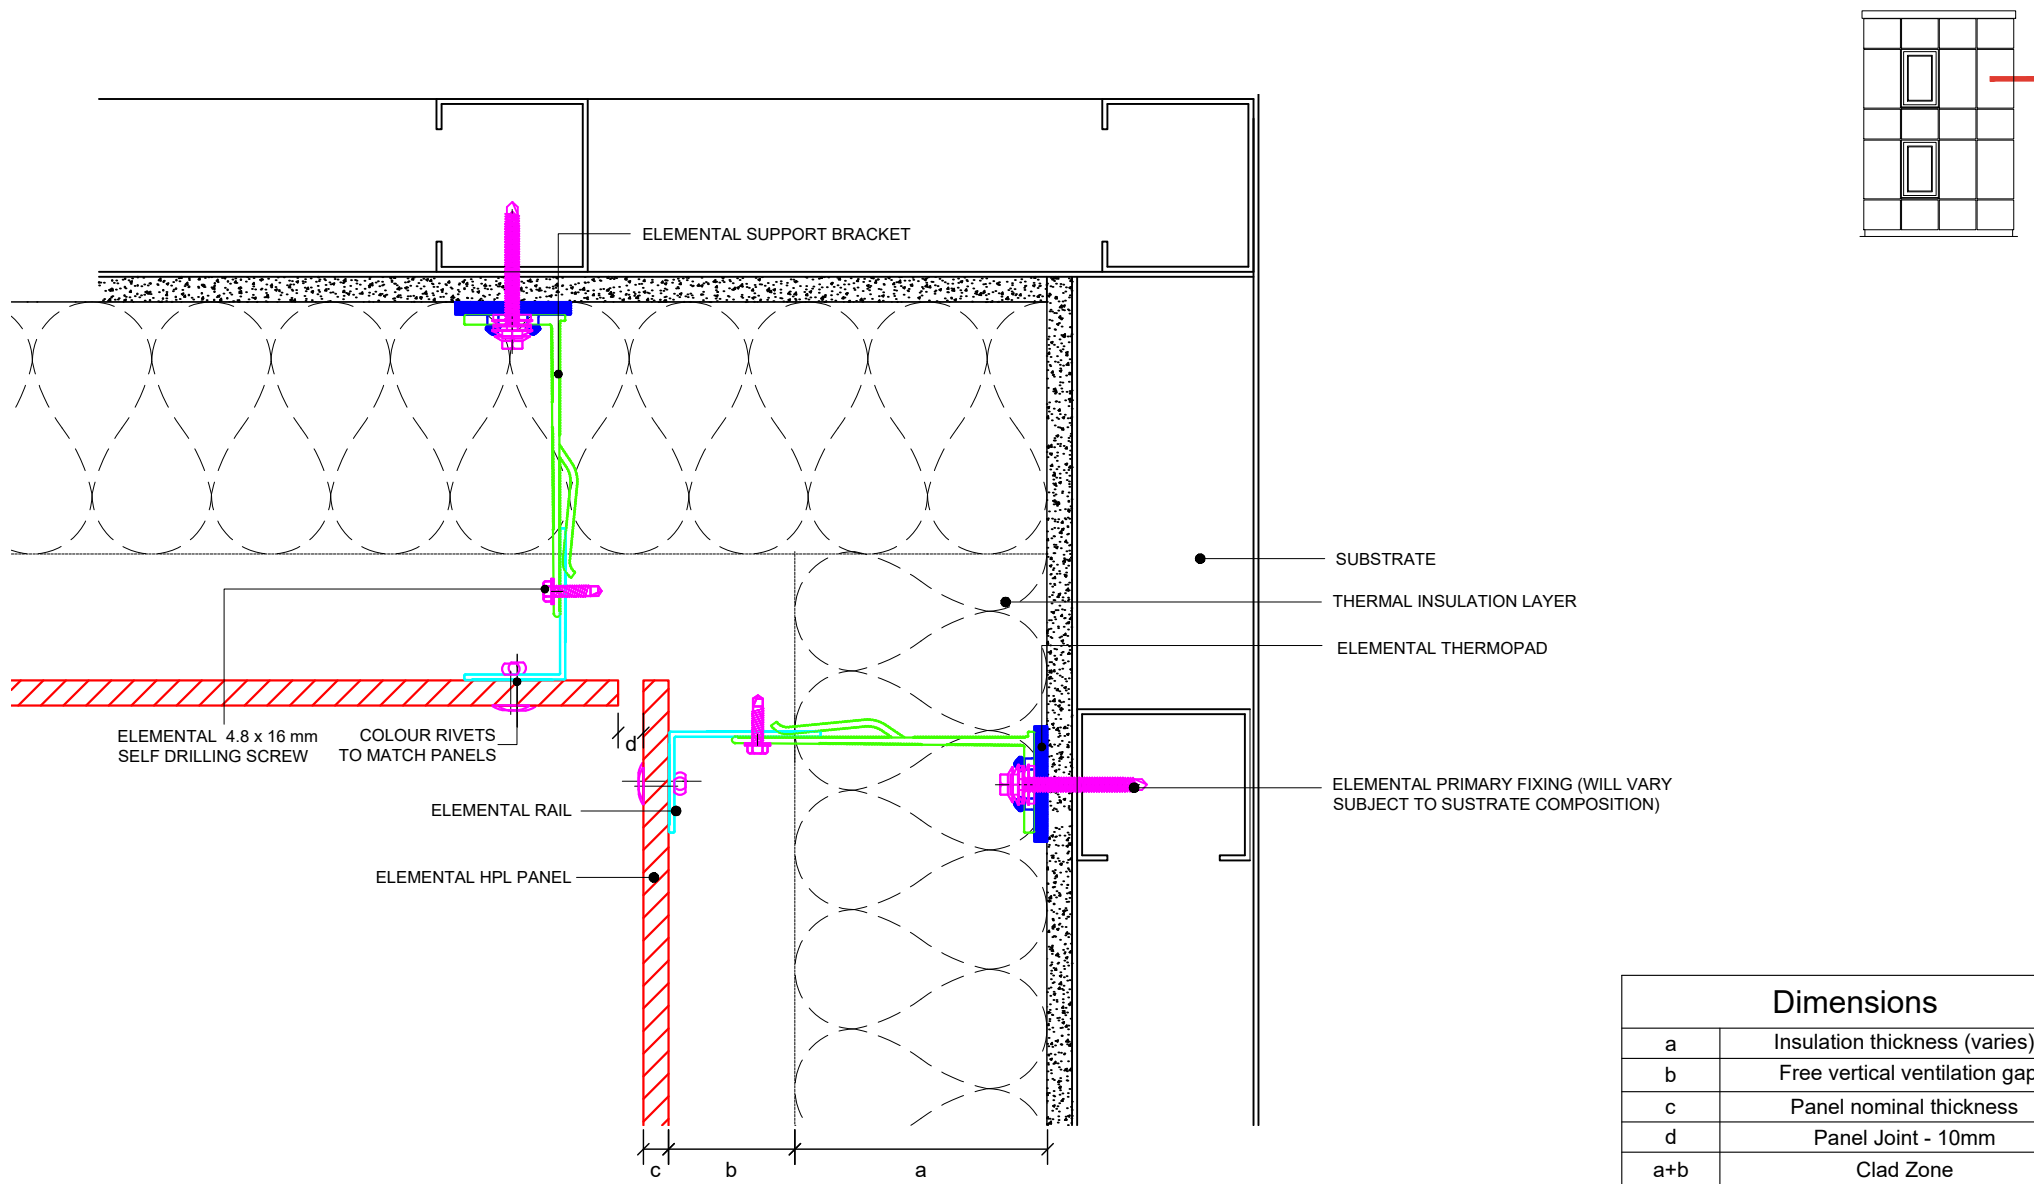 ELEMENTAL SUPPORT BRACKET
SUBSTRATE
THERMAL INSULATION LAYER
ELEMENTAL THERMOPAD
ELEMENTAL 4.8 x 16 mm
SELF DRILLING SCREW
COLOUR RIVETS
TO MATCH PANELS
d
ELEMENTAL RAIL
ELEMENTAL PRIMARY FIXING (WILL VARY
SUBJECT TO SUSTRATE COMPOSITION)
ELEMENTAL HPL PANEL
c
b
a
Dimensions
a Insulation thickness (varies)
b Free vertical ventilation gap
c Panel nominal thickness
d Panel Joint - 10mm
a+b Clad Zone